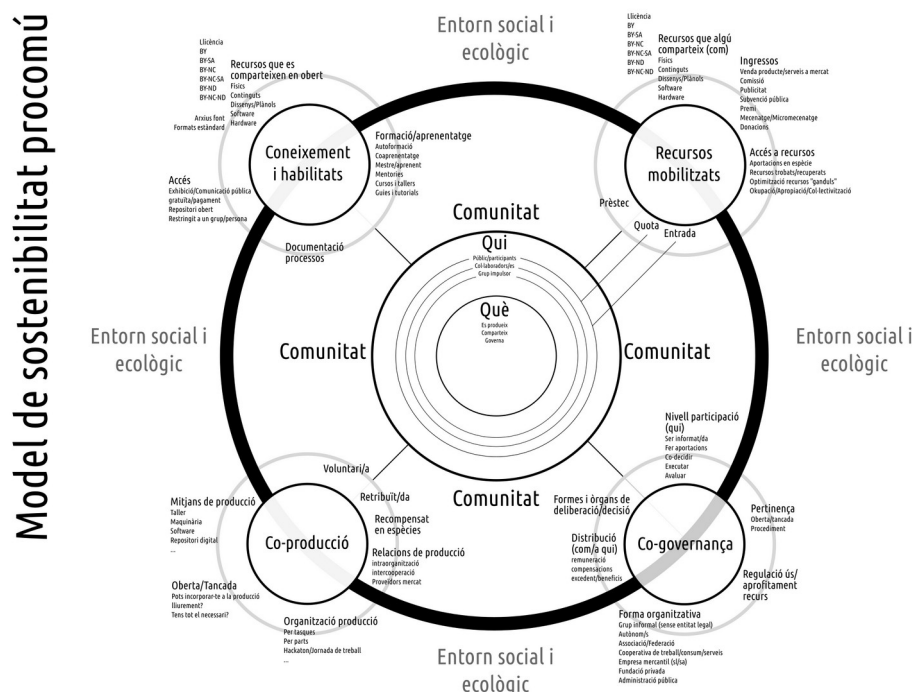 Model de sostenibilitat procomú
Entorn social i
ecològic
Llicència
BY
BY-SA
BY-NC
BY-NC-SA
BY-ND
BY-NC-ND
Recursos que es
comparteixen en obert
Físics
Continguts
Dissenys/Plànols
Software
Hardware
Arxius font
Formats estàndard
Coneixement
i habilitats
Formació/aprenentatge
Autoformació
Coaprenentatge
Mestre/aprenent
Mentories
Cursos i tallers
Guies i tutorials
Accés
Exhibició/Comunicació pública
gratuïta/pagament
Repositori obert
Restringit a un grup/persona
Documentació
processos
Llicència
BY
BY-SA
BY-NC
BY-NC-SA
BY-ND
BY-NC-ND
Recursos que algú
comparteix (com)
Físics
Continguts
Dissenys/Plànols
Software
Hardware
Ingressos
Venda producte/serveis a mercat
Comissió
Publicitat
Subvenció pública
Premi
Mecenatge/Micromecenatge
Donacions
Recursos
mobilitzats
Accés a recursos
Aportacions en espècie
Recursos trobats/recuperats
Optimització recursos "ganduls"
Okupació/Apropiació/Col·lectivització
Prèstec
Quota
Entrada
Comunitat
Qui
Públic/participants
Col·laboradors/es
Grup impulsor
Què
Es produeix
Comparteix
Governa
Entorn social i
ecològic
Comunitat
Comunitat
Entorn social i
ecològic
Comunitat
Voluntari/a
Retribuït/da
Recompensat
en espècies
Mitjans de producció
Taller
Maquinària
Software
Repositori digital
...
Co-producció
Relacions de producció
intraorganització
intercooperació
Proveïdors mercat
Oberta/Tancada
Pots incorporar-te a la producció
lliurement?
Tens tot el necessari?
Organització producció
Per tasques
Per parts
Hackaton/Jornada de treball
...
Nivell participació
(qui)
Ser informat/da
Fer aportacions
Co-decidir
Executar
Avaluar
Formes i òrgans de
deliberació/decisió
Distribució
(com/a qui)
remuneració
compensacions
excedent/beneficis
Co-governança
Pertinença
Oberta/tancada
Procediment
Regulació ús/
aprofitament
recurs
Forma organitzativa
Grup informal (sense entitat legal)
Autònom/s
Associació/Federació
Cooperativa de treball/consum/serveis
Empresa mercantil (sl/sa)
Fundació privada
Administració pública
Entorn social i
ecològic